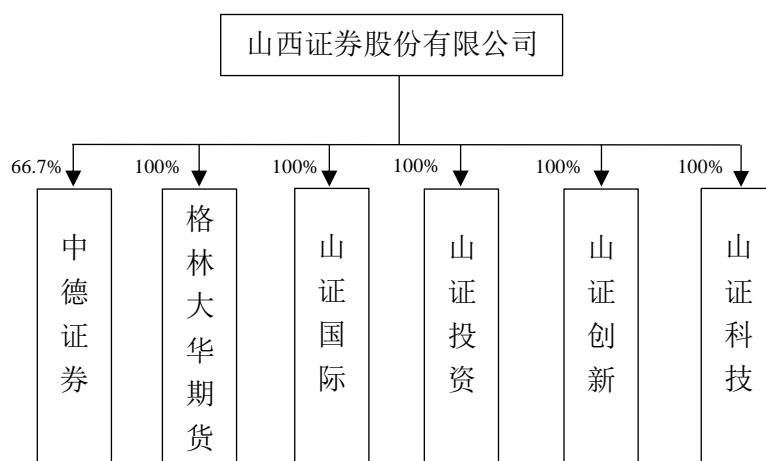 山西证券股份有限公司
66.7%
100%
100%
100%
100%
100%
中德证券
格林大华期货
山证国际
山证投资
山证创新
山证科技